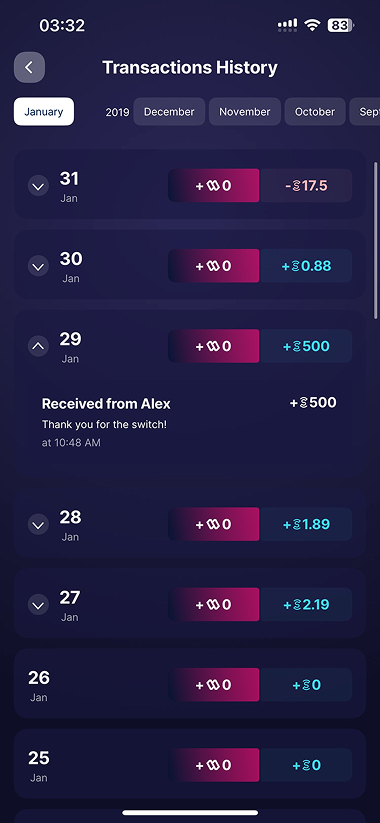 03:32
83
Transactions History
January
2019
December
November
October
Sept
31
Jan
+0
-17.5
30
Jan
+0
+0.88
29
Jan
+0
+500
Received from Alex
+500
Thank you for the switch!
at 10:48 AM
28
Jan
+0
+1.89
27
Jan
+0
+2.19
26
Jan
+0
+0
25
Jan
+0
+0